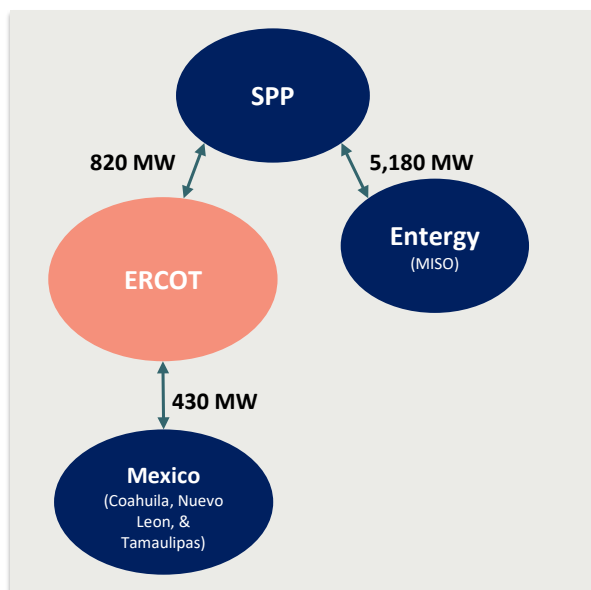 SPP
820 MW
5,180 MW
Entergy
(MISO)
ERCOT
430 MW
Mexico
(Coahuila, Nuevo
Leon, &
Tamaulipas)